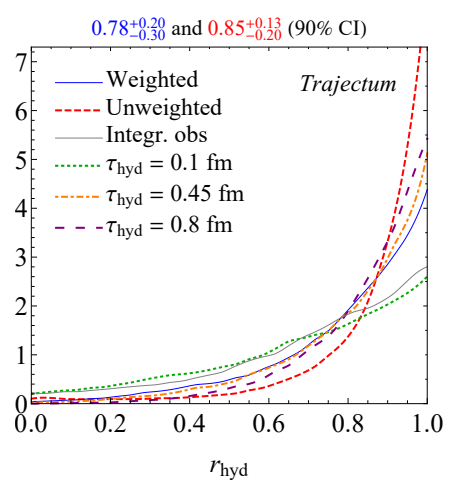 0.78+0.20−0.30 and 0.85+0.13−0.20 (90% CI)
7
6
5
4
3
2
1
0
Trajectum
Weighted
Unweighted
Integr. obs
τhyd = 0.1 fm
τhyd = 0.45 fm
τhyd = 0.8 fm
0.0 0.2 0.4 0.6 0.8 1.0
rhyd